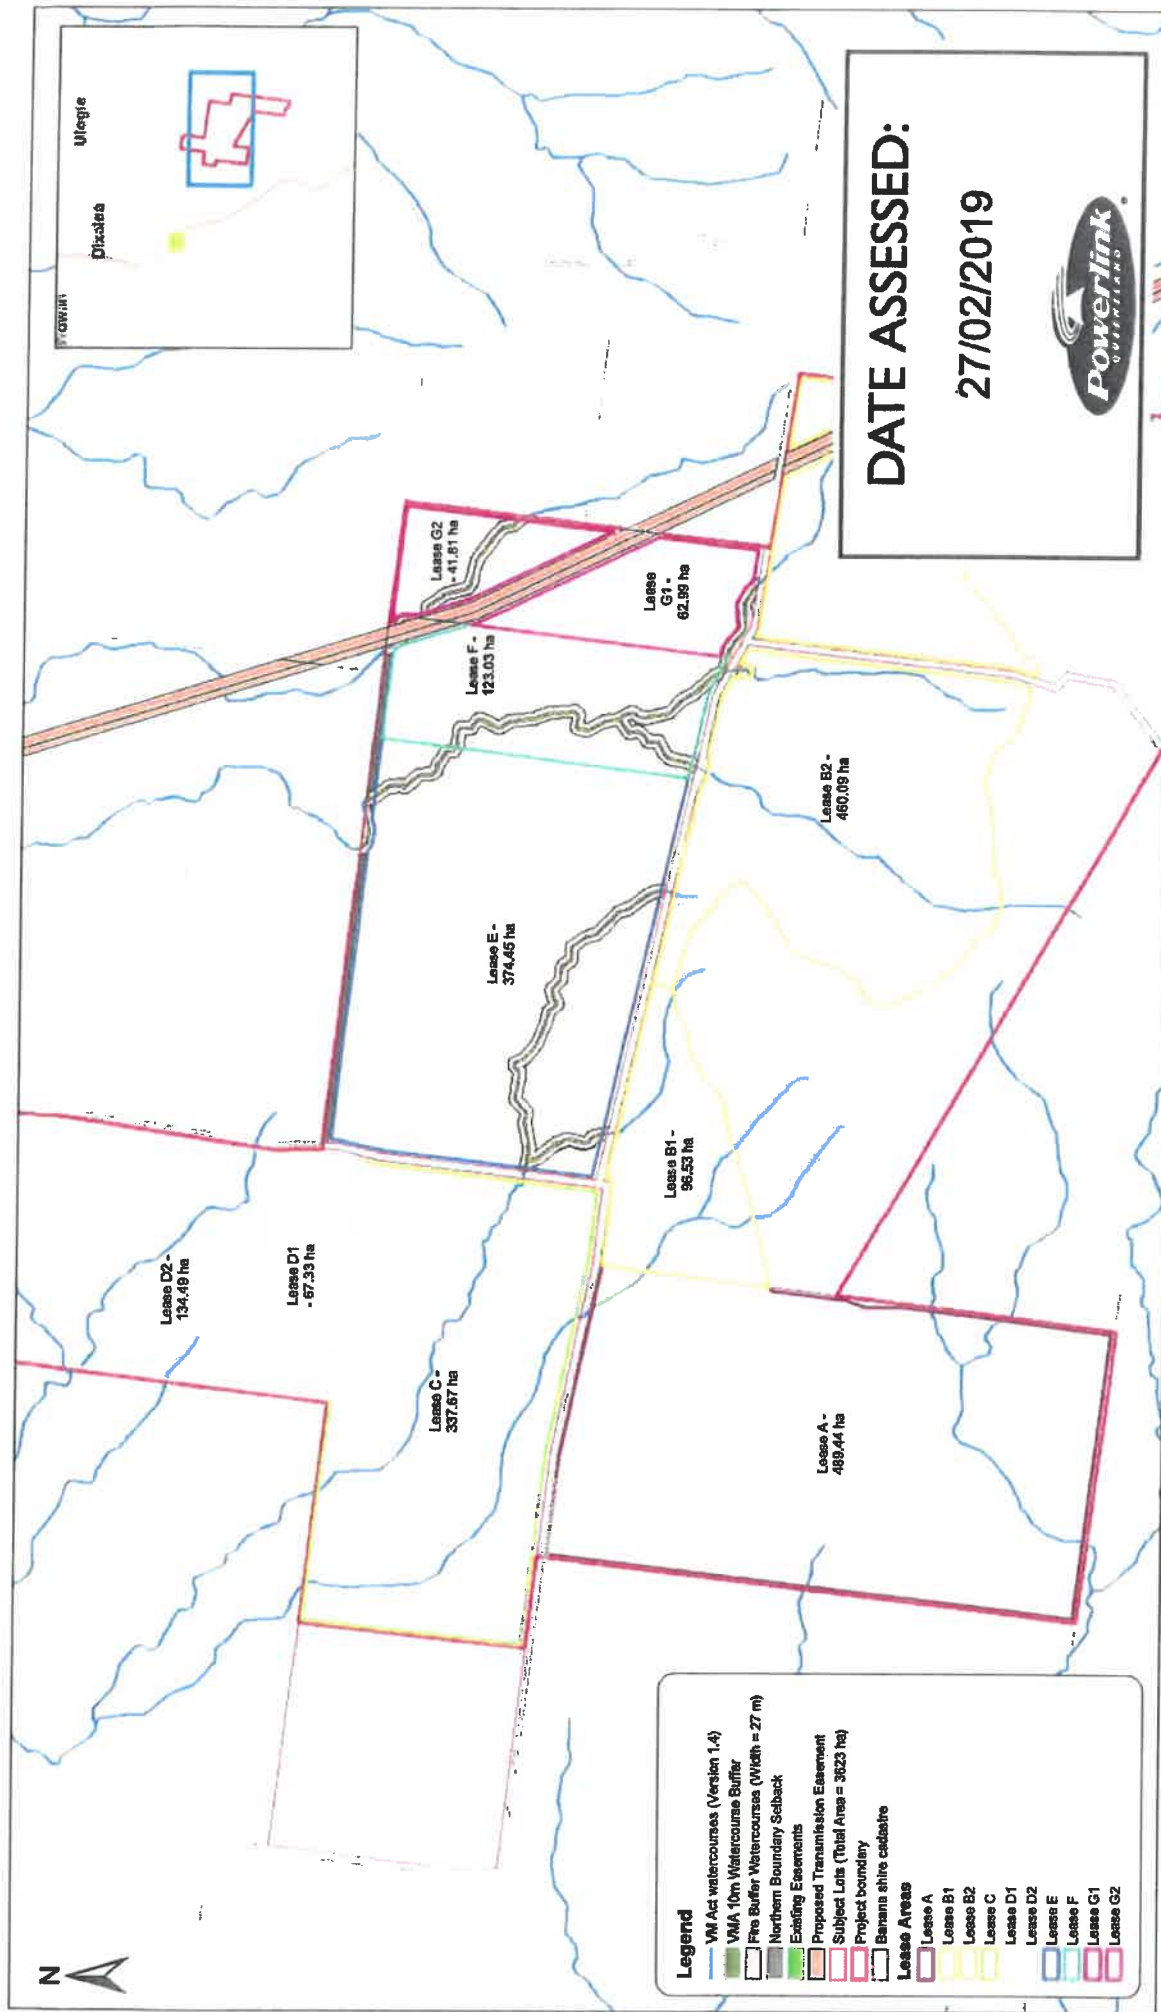 Ulogie
Dixalea
DATE ASSESSED:
27/02/2019
Powerlink
QUEENSLAND
Lease G2
- 41.81 ha
Lease
G1 -
62.99 ha
Lease F -
123.03 ha
Lease E -
374.45 ha
Lease B2 -
460.09 ha
Lease B1 -
96.53 ha
Lease D2 -
134.49 ha
Lease D1
- 67.33 ha
Lease C -
337.67 ha
Lease A -
489.44 ha
N
Legend
VM Act watercourses (Version 1.4)
VMA 10m Watercourse Buffer
Fire Buffer Watercourses (Width = 27 m)
Northern Boundary Setback
Existing Easements
Proposed Transmission Easement
Subject Lots (Total Area = 3623 ha)
Project boundary
Banana shire cadastre
Lease Areas
Lease A
Lease B1
Lease B2
Lease C
Lease D1
Lease D2
Lease E
Lease F
Lease G1
Lease G2